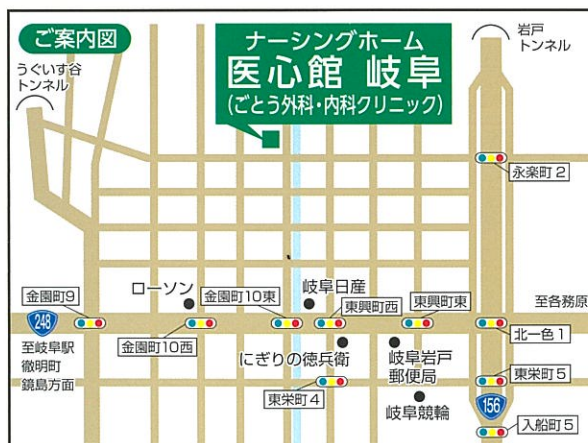 ご案内図
うぐいす谷
トンネル
ナーシングホーム
医心館 岐阜
(ごとう外科・内科クリニック)
岩戸
トンネル
永楽町2
ローソン
岐阜日産
金園町9
金園町10東
東興町西
東興町東
至各務原
248
金園町10西
北一色1
至岐阜駅
徹明町
鏡島方面
にぎりの徳兵衛
岐阜岩戸
郵便局
東栄町4
東栄町5
岐阜競輪
156
入船町5